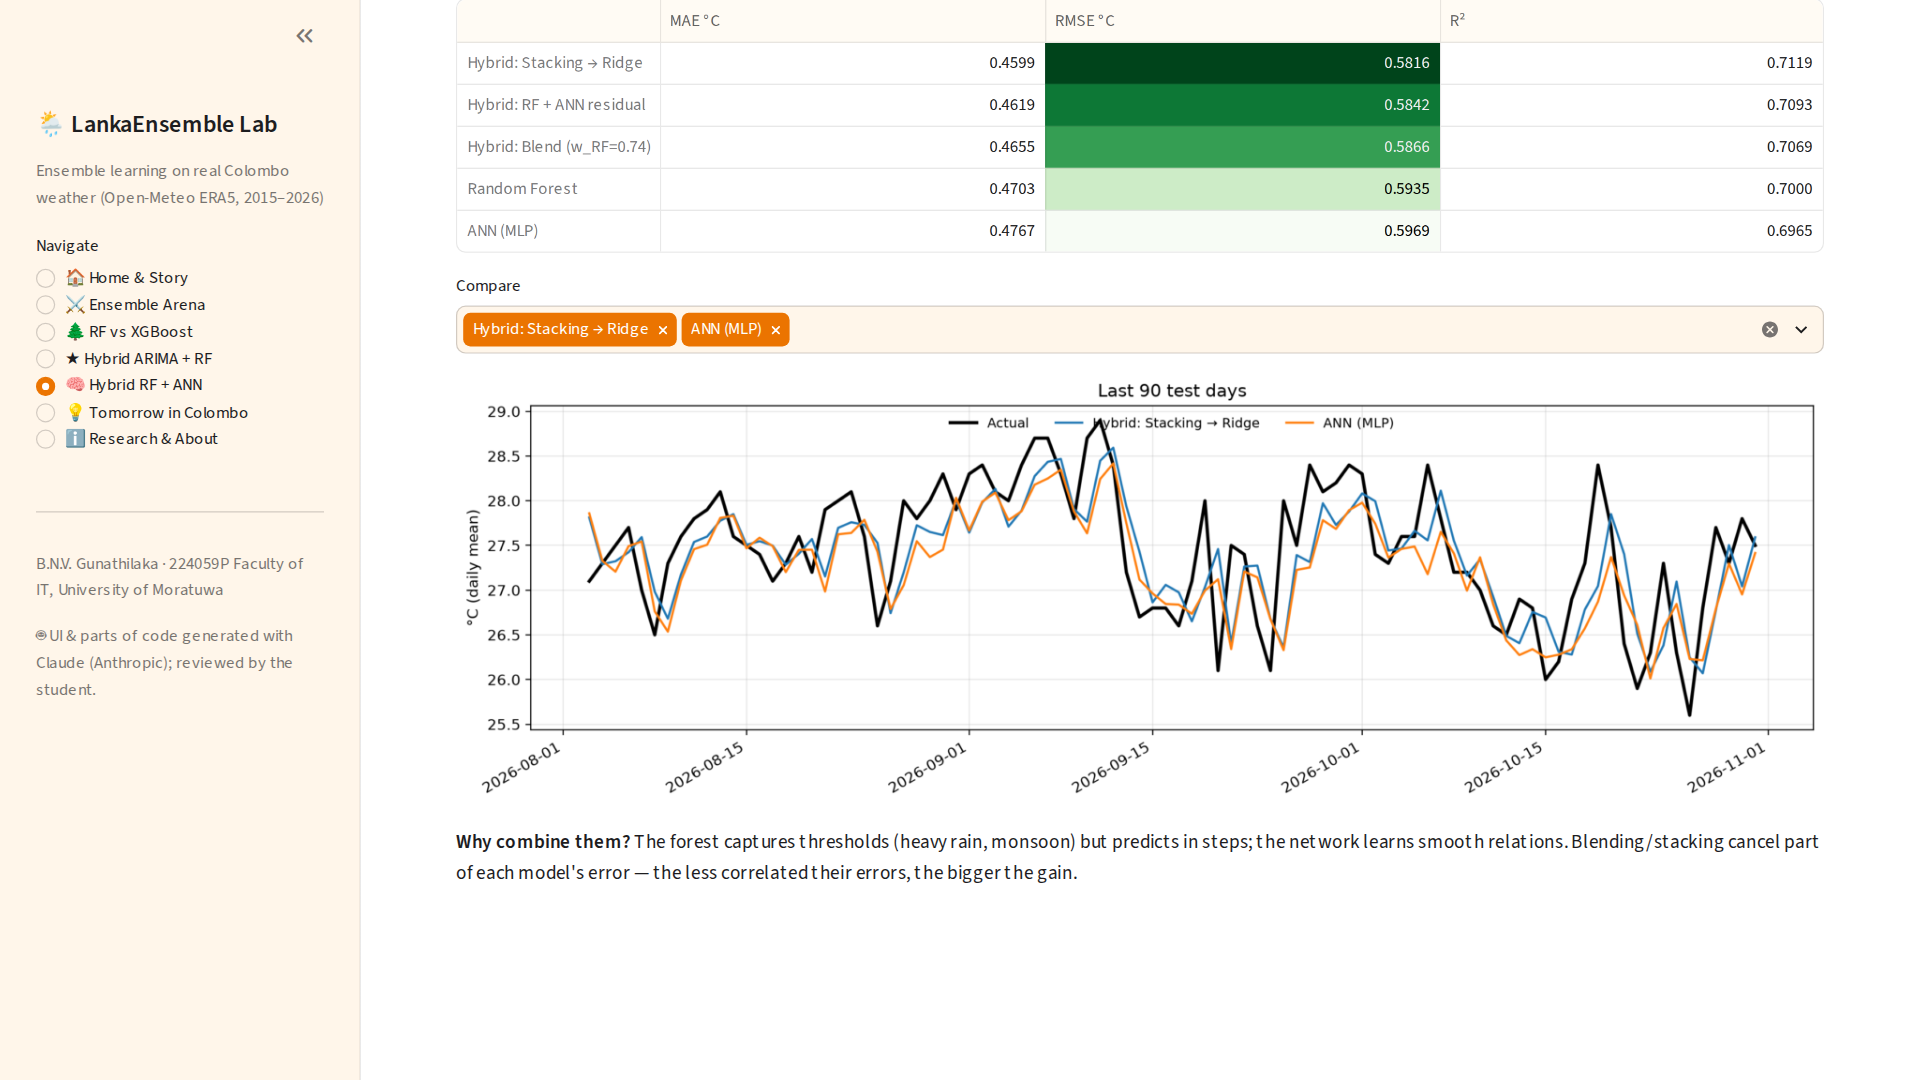 🌦️ LankaEnsemble Lab
Ensemble learning on real Colombo
weather (Open-Meteo ERA5, 2015–2026)
Navigate
🏠 Home & Story
⚔️ Ensemble Arena
🌲 RF vs XGBoost
★ Hybrid ARIMA + RF
🧠 Hybrid RF + ANN
💡 Tomorrow in Colombo
ℹ️ Research & About
B.N.V. Gunathilaka · 224059P Faculty of
IT, University of Moratuwa
UI & parts of code generated with
Claude (Anthropic); reviewed by the
student.
MAE °C RMSE °C R²
Hybrid: Stacking → Ridge 0.4599 0.5816 0.7119
Hybrid: RF + ANN residual 0.4619 0.5842 0.7093
Hybrid: Blend (w_RF=0.74) 0.4655 0.5866 0.7069
Random Forest 0.4703 0.5935 0.7000
ANN (MLP) 0.4767 0.5969 0.6965
Compare
Hybrid: Stacking → Ridge × ANN (MLP) ×
Last 90 test days
Actual Hybrid: Stacking → Ridge ANN (MLP)
°C (daily mean)
29.0
28.5
28.0
27.5
27.0
26.5
26.0
25.5
2026-08-01 2026-08-15 2026-09-01 2026-09-15 2026-10-01 2026-10-15 2026-11-01
Why combine them? The forest captures thresholds (heavy rain, monsoon) but predicts in steps; the network learns smooth relations. Blending/stacking cancel part
of each model's error — the less correlated their errors, the bigger the gain.